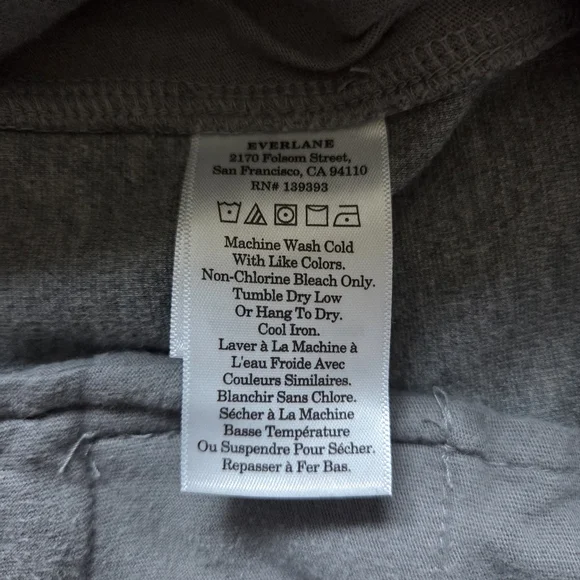 EVERLANE
2170 Folsom Street,
San Francisco, CA 94110
RN# 139393
Machine Wash Cold
With Like Colors.
Non-Chlorine Bleach Only.
Tumble Dry Low
Or Hang To Dry.
Cool Iron.
Laver à La Machine à
L'eau Froide Avec
Couleurs Similaires.
Blanchir Sans Chlore.
Sécher à La Machine
Basse Température
Ou Suspendre Pour Sécher.
Repasser à Fer Bas.